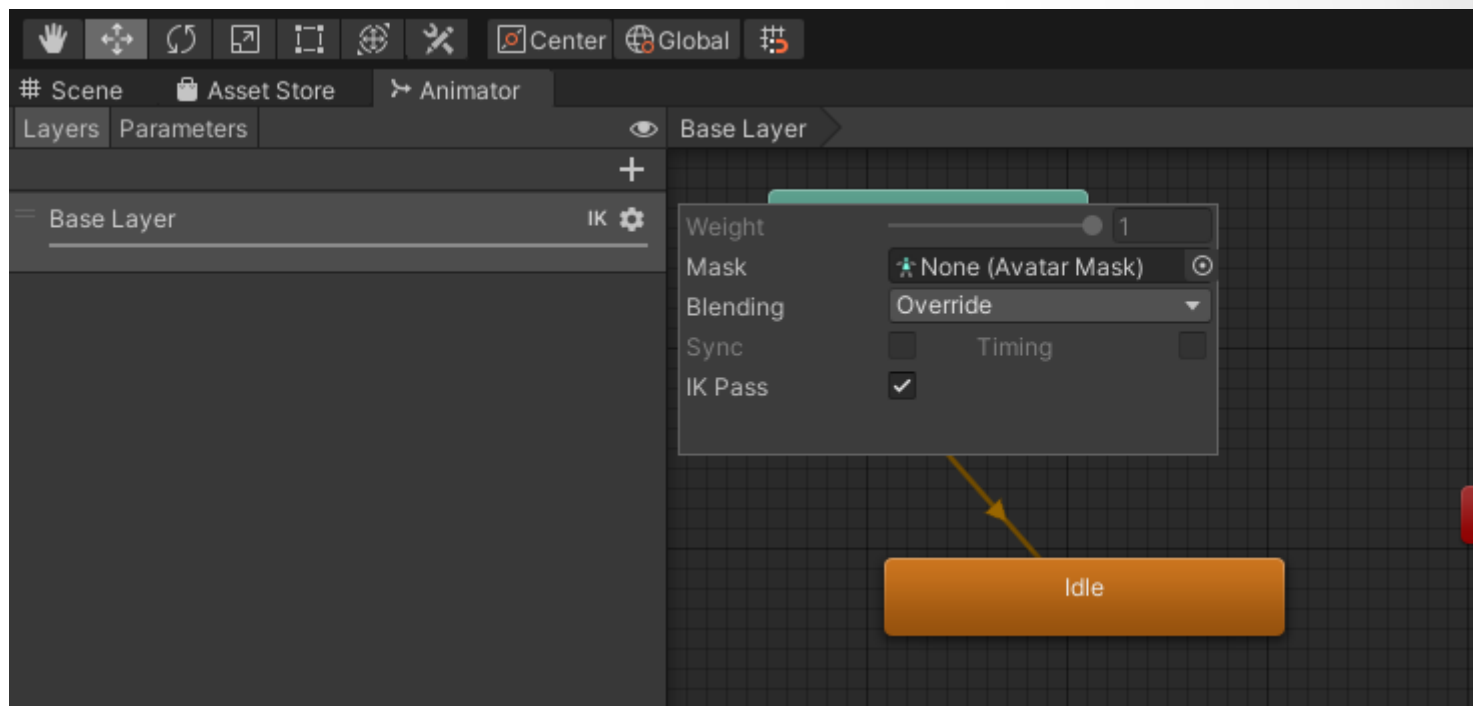 Center Global
# Scene Asset Store Animator
Layers Parameters Base Layer
Base Layer IK
Weight 1
Mask None (Avatar Mask)
Blending Override
Sync Timing
IK Pass
Idle